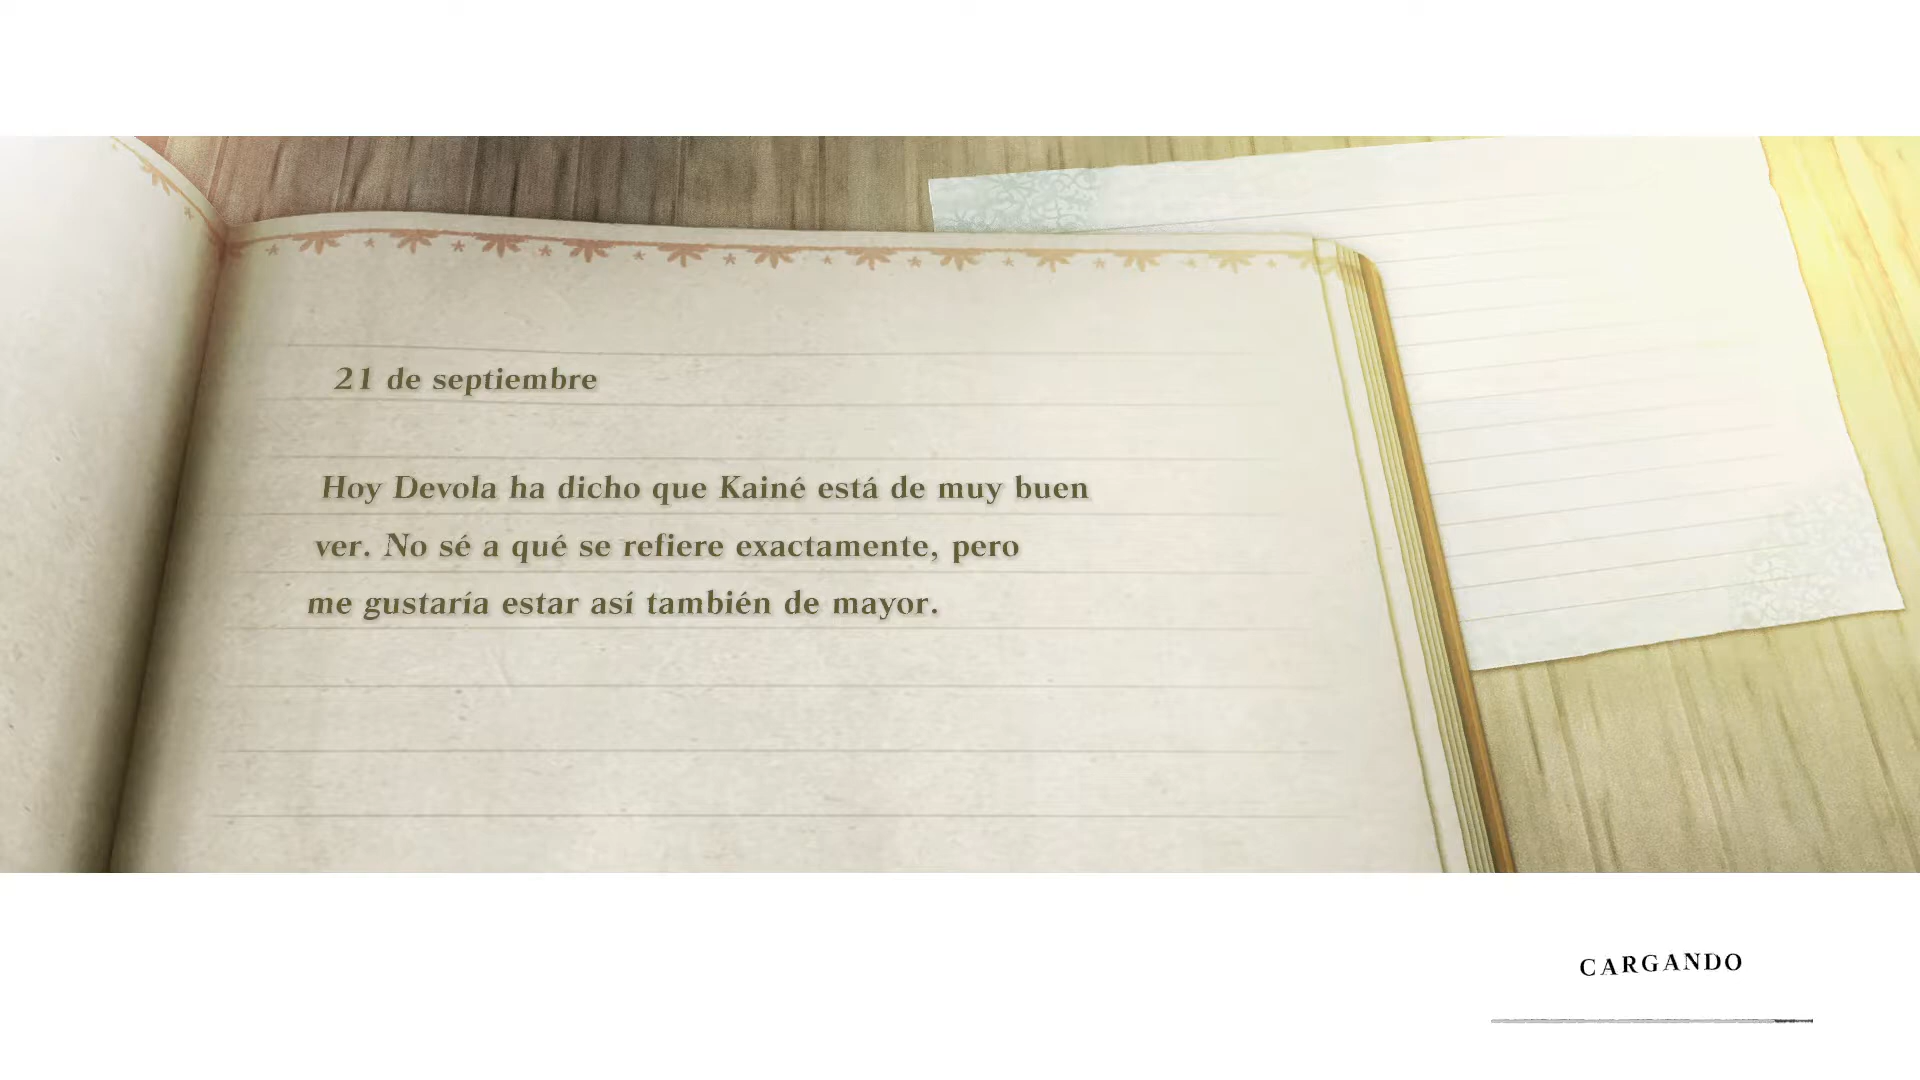 21 de septiembre
Hoy Devola ha dicho que Kainé está de muy buen
ver. No sé a qué se refiere exactamente, pero
me gustaría estar así también de mayor.
CARGANDO